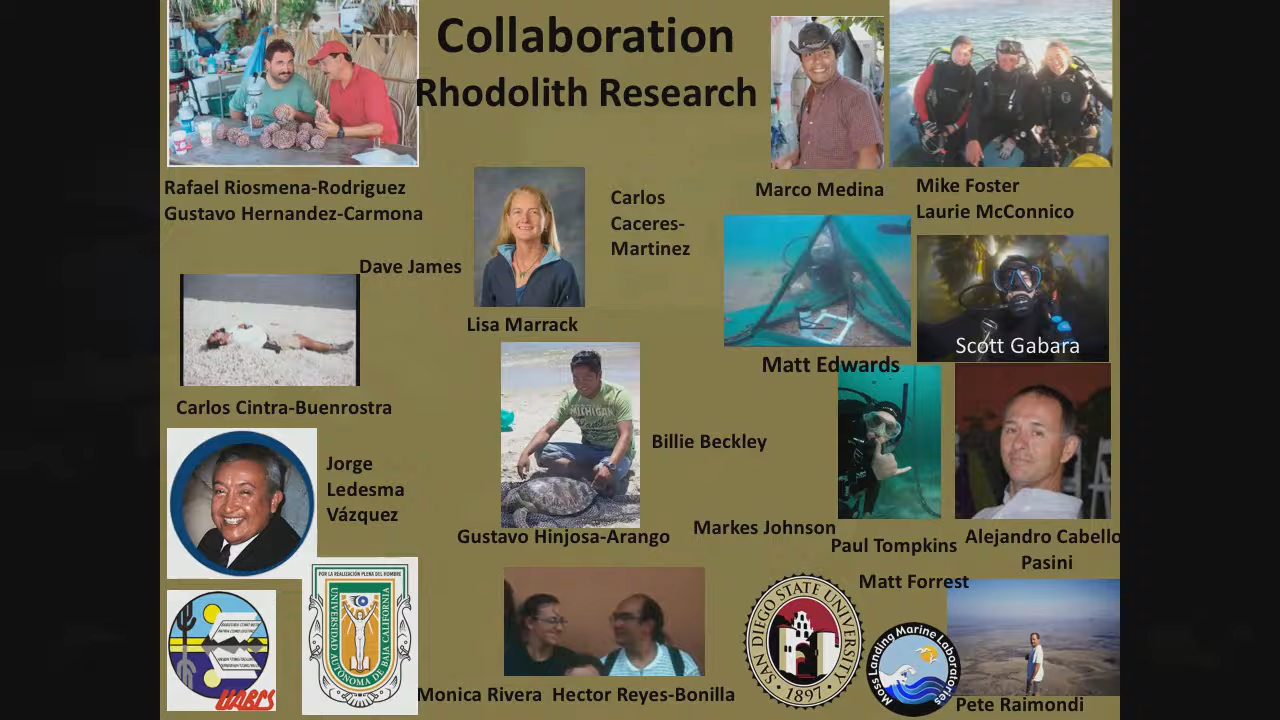 Collaboration
Rhodolith Research
Rafael Riosmena-Rodriguez
Gustavo Hernandez-Carmona
Marco Medina
Mike Foster
Laurie McConnico
Carlos
Caceres-
Martinez
Dave James
Lisa Marrack
Scott Gabara
Matt Edwards
Carlos Cintra-Buenrostra
MICHIGAN
Billie Beckley
Jorge
Ledesma
Vázquez
Gustavo Hinjosa-Arango
Markes Johnson
Paul Tompkins
Alejandro Cabello
Pasini
Matt Forrest
POR LA REALIZACIÓN PLENA DEL HOMBRE
UNIVERSIDAD AUTÓNOMA DE BAJA CALIFORNIA
UABCS
SAN DIEGO STATE UNIVERSITY
1897
Moss Landing Marine Laboratories
Monica Rivera Hector Reyes-Bonilla
Pete Raimondi